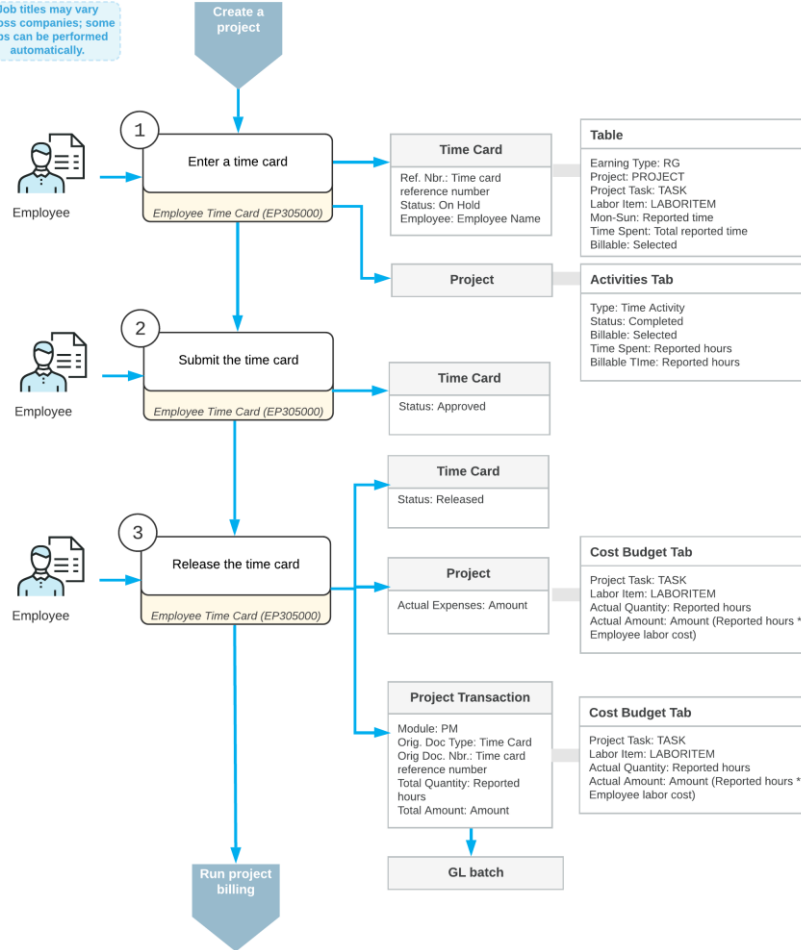 Job titles may vary
companies; some
can be performed
automatically.
Create a
project
1
Enter a time card
Employee Time Card (EP305000)
Employee
Time Card
Ref. Nbr.: Time card
reference number
Status: On Hold
Employee: Employee Name
Table
Earning Type: RG
Project: PROJECT
Project Task: TASK
Labor Item: LABORITEM
Mon-Sun: Reported time
Time Spent: Total reported time
Billable: Selected
Project
Activities Tab
Type: Time Activity
Status: Completed
Billable: Selected
Time Spent: Reported hours
Billable TIme: Reported hours
2
Submit the time card
Employee Time Card (EP305000)
Employee
Time Card
Status: Approved
Time Card
Status: Released
3
Release the time card
Employee Time Card (EP305000)
Employee
Project
Actual Expenses: Amount
Cost Budget Tab
Project Task: TASK
Labor Item: LABORITEM
Actual Quantity: Reported hours
Actual Amount: Amount (Reported hours *
Employee labor cost)
Project Transaction
Module: PM
Orig. Doc Type: Time Card
Orig Doc. Nbr.: Time card
reference number
Total Quantity: Reported
hours
Total Amount: Amount
Cost Budget Tab
Project Task: TASK
Labor Item: LABORITEM
Actual Quantity: Reported hours
Actual Amount: Amount (Reported hours *
Employee labor cost)
GL batch
Run project
billing